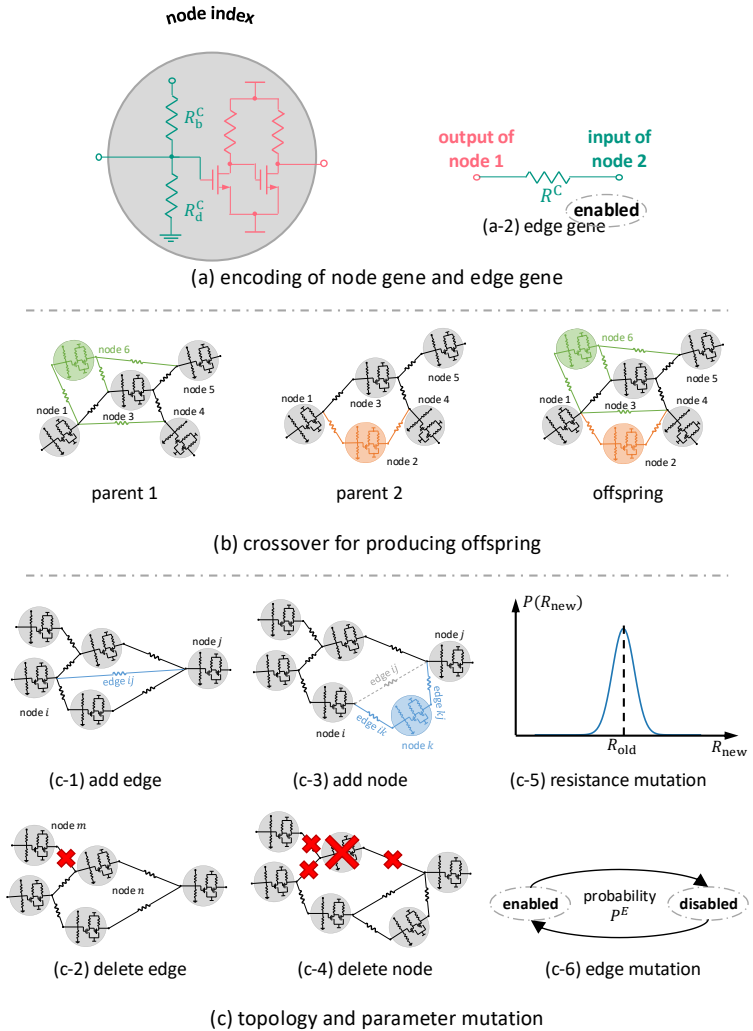 node index
R_b^C
R_d^C
output of
node 1
input of
node 2
R^C
enabled
(a-2) edge gene
(a) encoding of node gene and edge gene
node 6
node 5
node 1
node 3
node 4
parent 1
node 5
node 1
node 3
node 4
node 2
parent 2
node 6
node 5
node 1
node 3
node 4
node 2
offspring
(b) crossover for producing offspring
node j
edge ij
node i
(c-1) add edge
node j
edge ij
edge kj
edge ik
node i
node k
(c-3) add node
P(R_new)
R_old
R_new
(c-5) resistance mutation
node m
node n
(c-2) delete edge
(c-4) delete node
enabled
probability
P^E
disabled
(c-6) edge mutation
(c) topology and parameter mutation